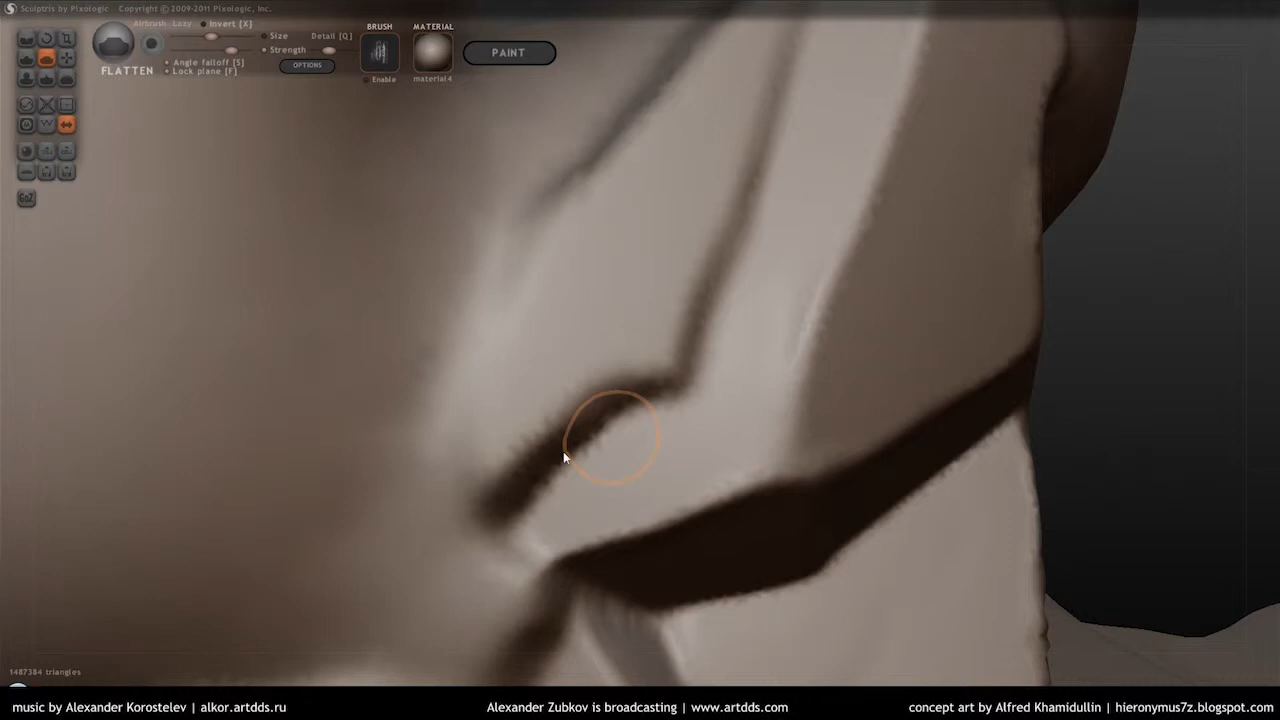 Sculptris by Pixologic Copyright ©2009-2011 Pixologic, Inc.
Airbrush Lazy Invert [X]
BRUSH
MATERIAL
Size
Detail [Q]
Strength
PAINT
Angle falloff [S]
OPTIONS
FLATTEN
Lock plane [F]
Enable
material4
GoZ
1487384 triangles
music by Alexander Korostelev | alkor.artdds.ru
Alexander Zubkov is broadcasting | www.artdds.com
concept art by Alfred Khamidullin | hieronymus7z.blogspot.com